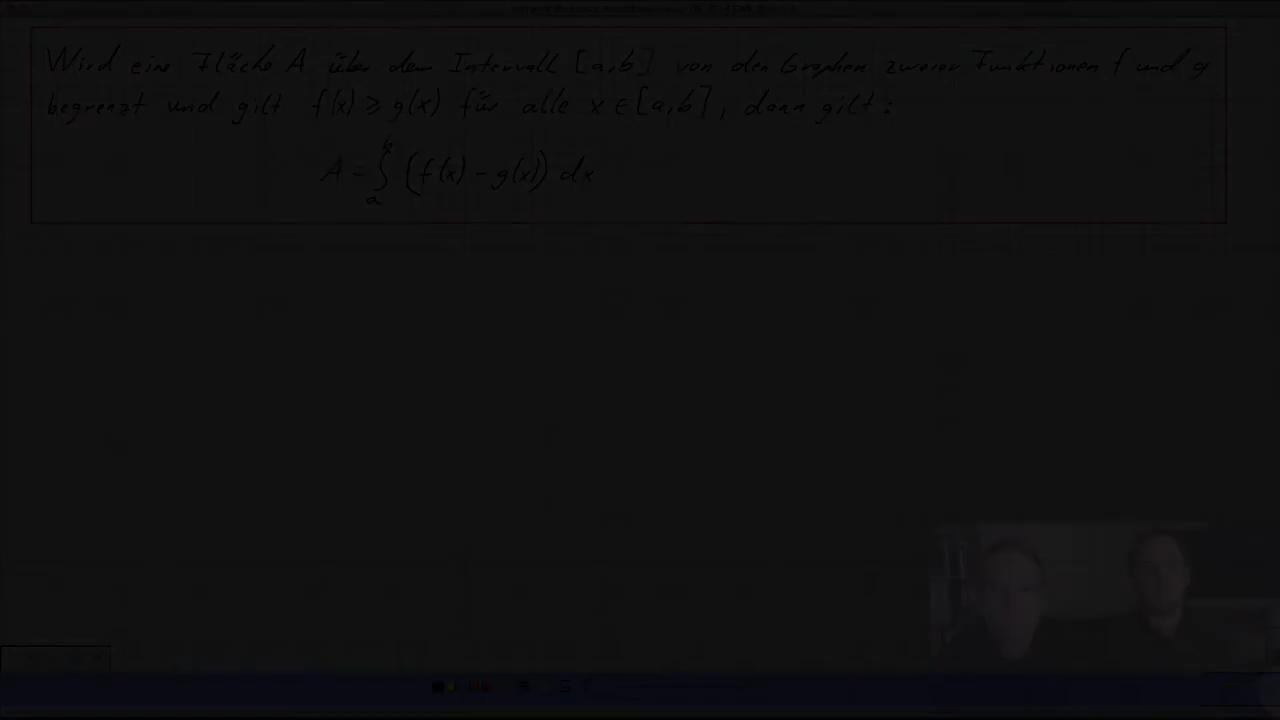 Wird eine Fläche A über dem Intervall [a,b] von den Graphen zweier Funktionen f und g
begrenzt und gilt f(x) ≥ g(x) für alle x ∈ [a,b], dann gilt:
A = ∫_a^b (f(x) - g(x)) dx